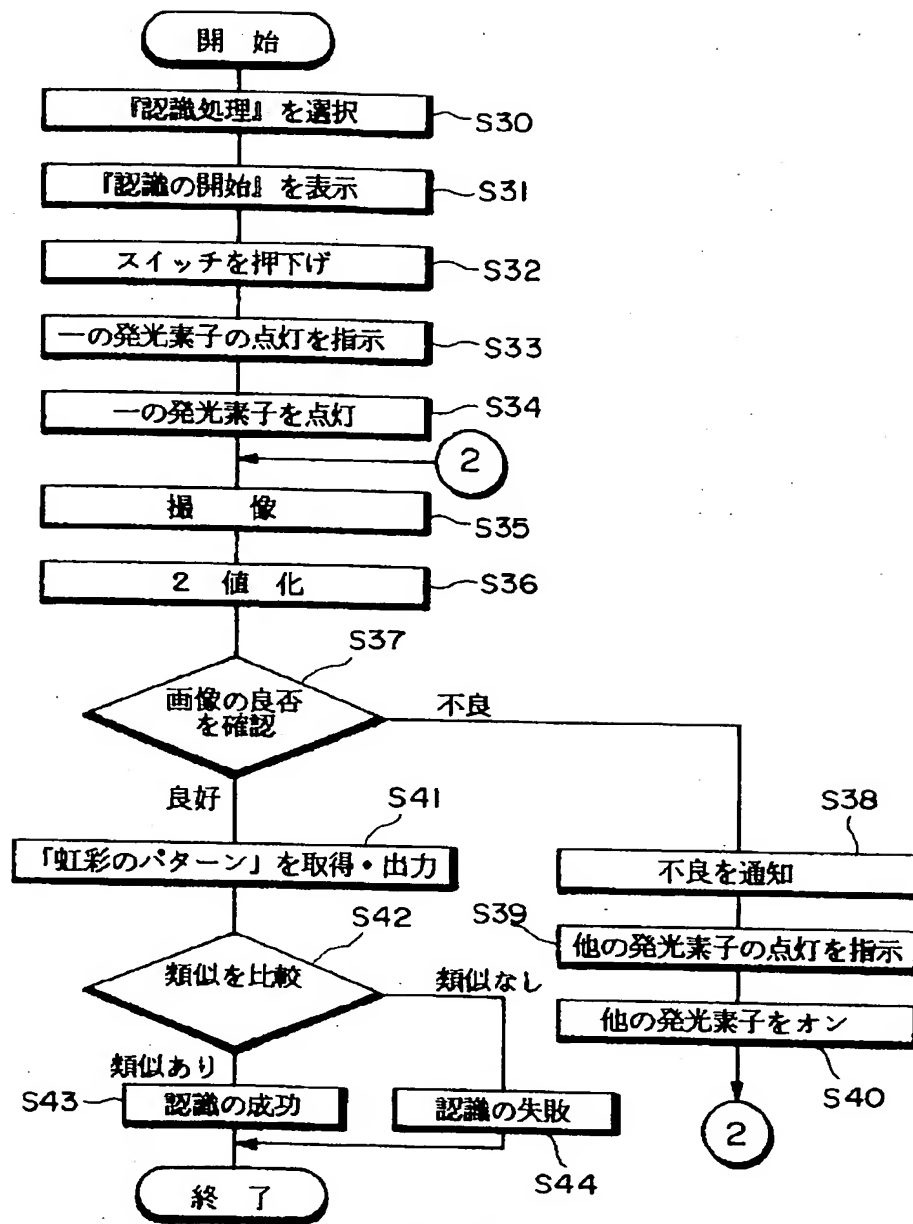 開 始
『認識処理』を選択
S30
『認識の開始』を表示
S31
スイッチを押下げ
S32
一の発光素子の点灯を指示
S33
一の発光素子を点灯
S34
2
撮 像
S35
2 値 化
S36
S37
画像の良否
を確認
不良
良好
S41
「虹彩のパターン」を取得・出力
S38
不良を通知
S39
他の発光素子の点灯を指示
他の発光素子をオン
S40
2
S42
類似を比較
類似なし
類似あり
S43
認識の成功
認識の失敗
S44
終 了